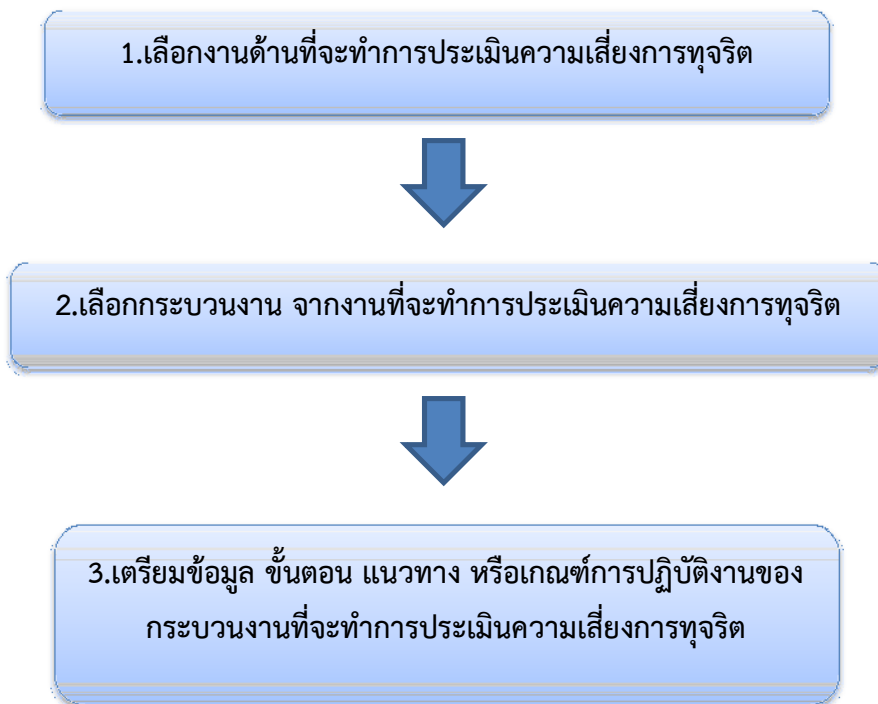 1.เลือกงานด้านที่จะทำการประเมินความเสี่ยงการทุจริต
2.เลือกกระบวนงาน จากงานที่จะทำการประเมินความเสี่ยงการทุจริต
3.เตรียมข้อมูล ขั้นตอน แนวทาง หรือเกณฑ์การปฏิบัติงานของ
กระบวนงานที่จะทำการประเมินความเสี่ยงการทุจริต